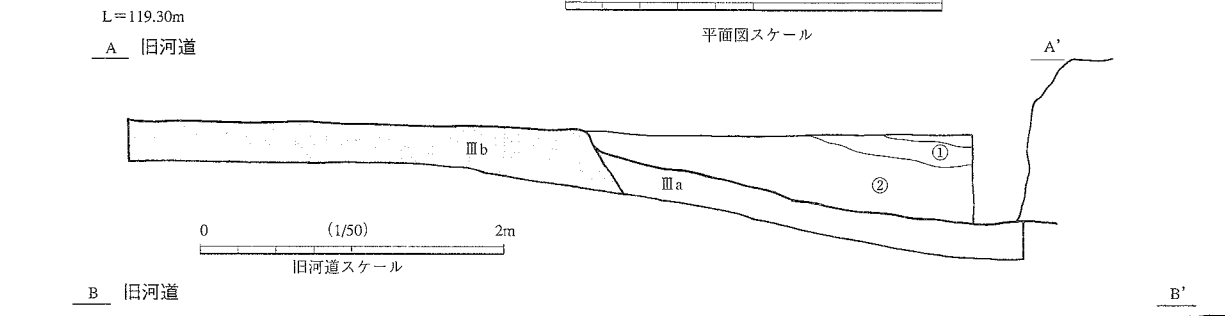 L＝119.30m
平面図スケール
A 旧河道 A’
Ⅲb ①
Ⅲa ②
0 (1/50) 2m
旧河道スケール
B 旧河道 B’